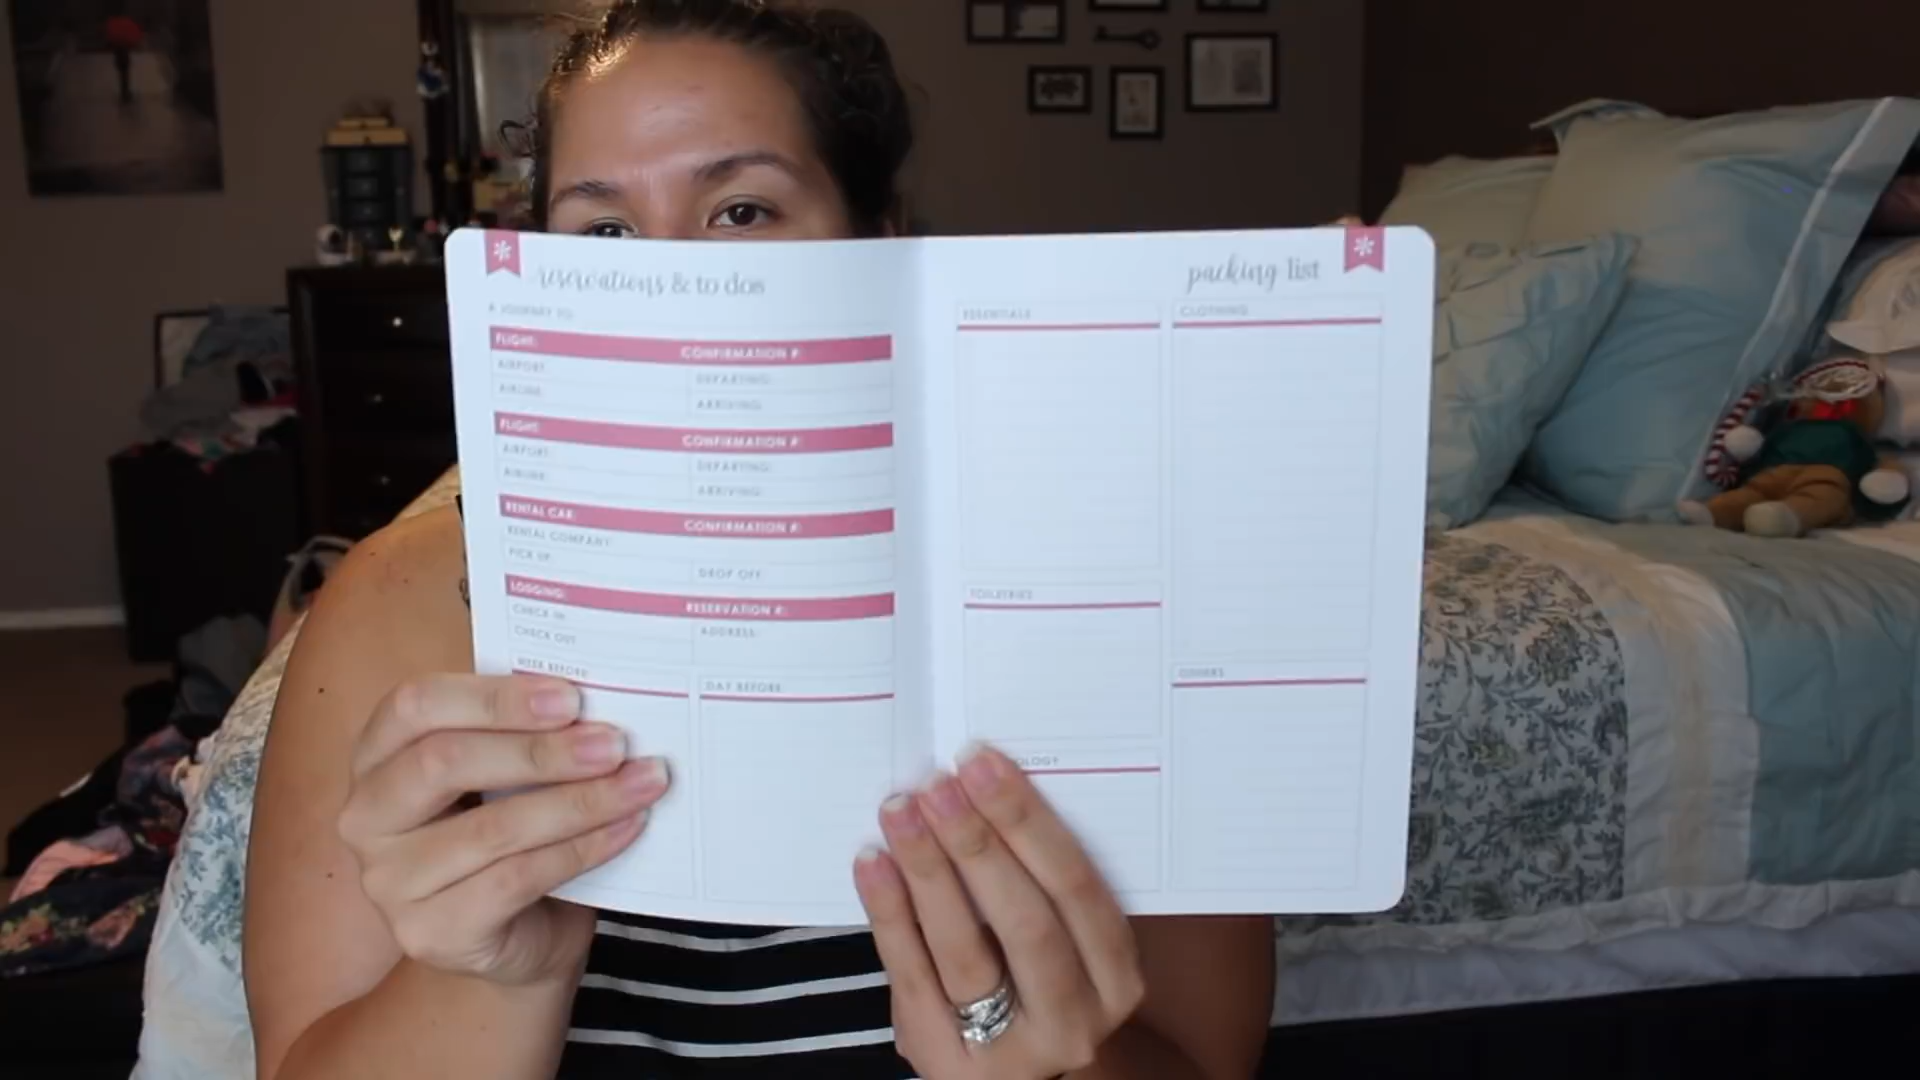 reservations & to dos
A JOURNEY TO:
FLIGHT: CONFIRMATION #:
AIRPORT: DEPARTING:
AIRLINE: ARRIVING:
FLIGHT: CONFIRMATION #:
AIRPORT: DEPARTING:
AIRLINE: ARRIVING:
RENTAL CAR: CONFIRMATION #:
RENTAL COMPANY:
PICK UP: DROP OFF:
LODGING: RESERVATION #:
CHECK IN: ADDRESS:
CHECK OUT:
WEEK BEFORE: DAY BEFORE:
packing list
ESSENTIALS CLOTHING
TOILETRIES
OTHERS
OLOGY